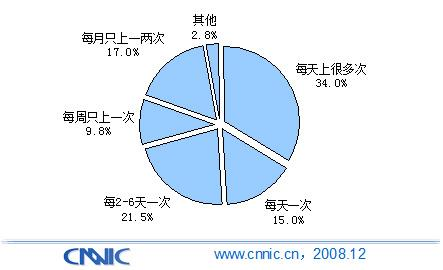 其他
2.8%
每月只上一两次
17.0%
每天上很多次
34.0%
每周只上一次
9.8%
每2-6天一次
21.5%
每天一次
15.0%
CNNIC
www.cnnic.cn，2008.12